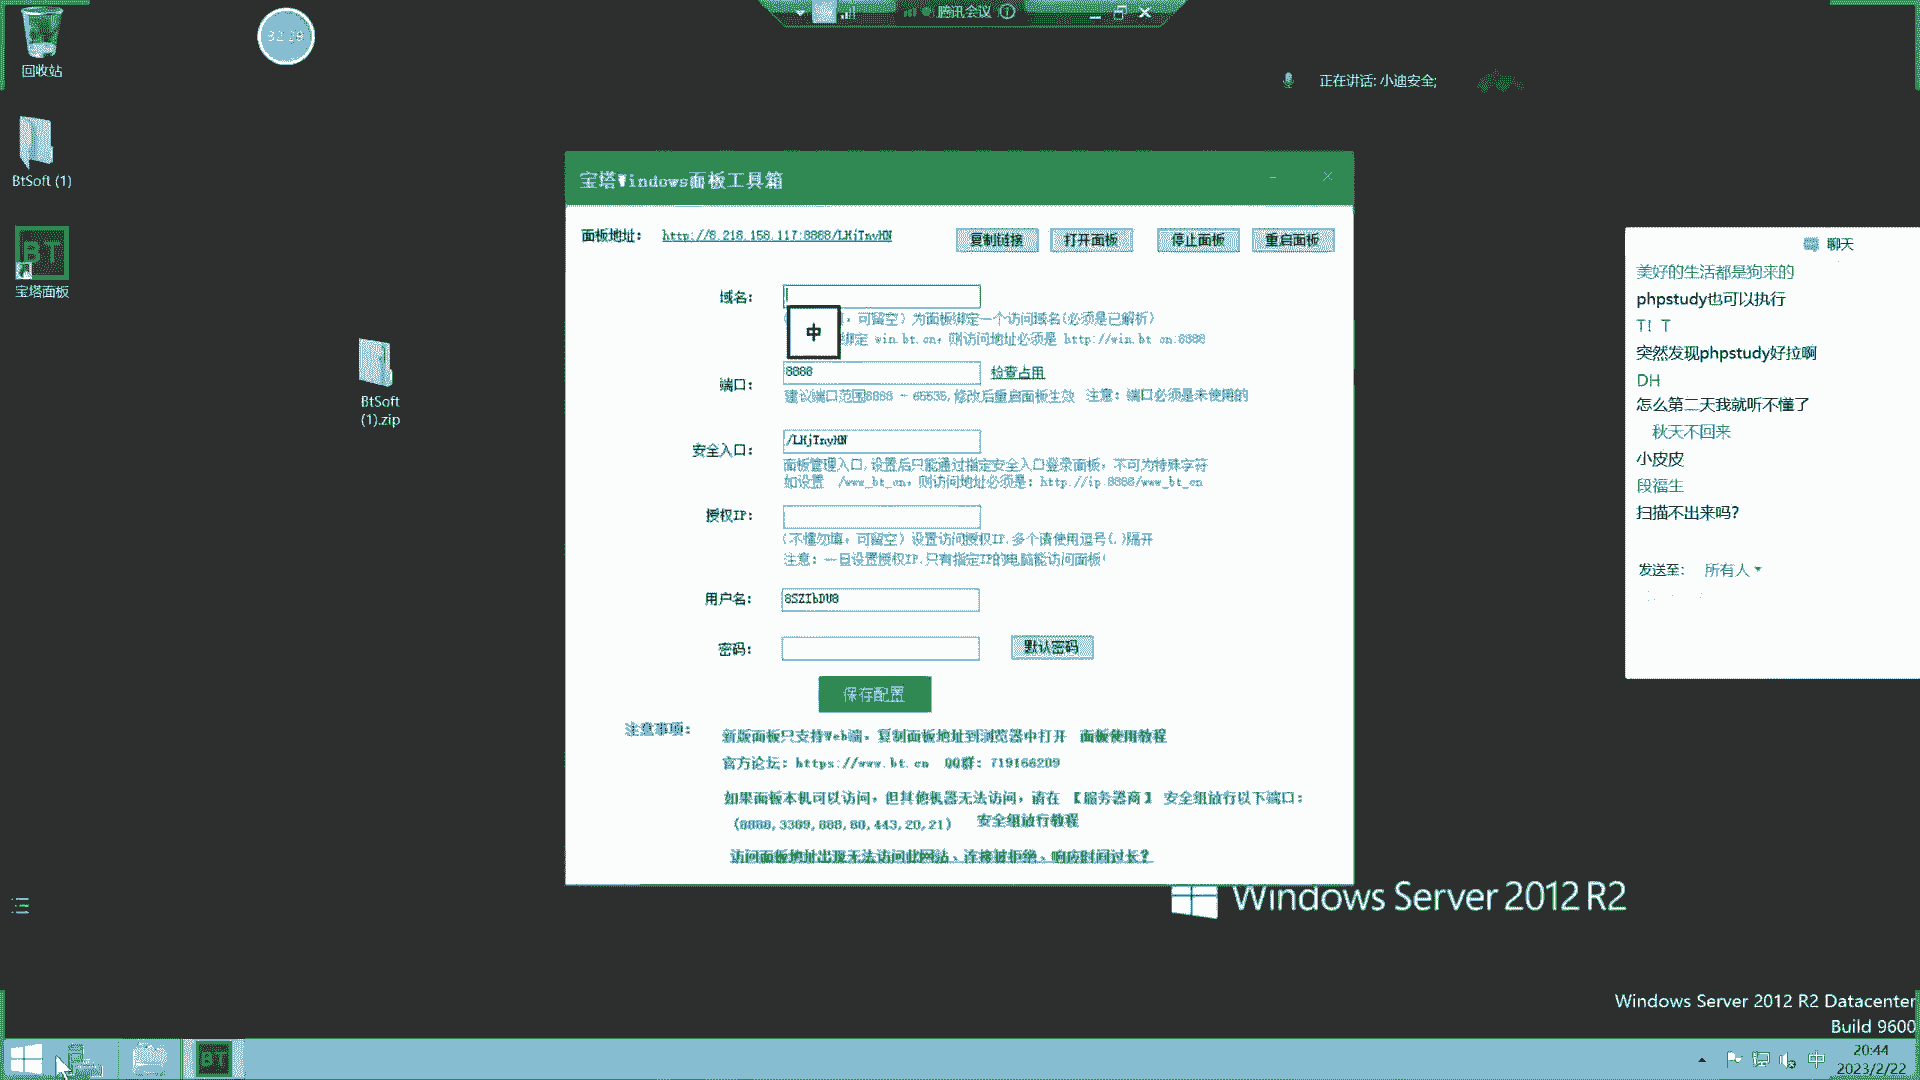 腾讯会议
32:29
回收站
正在讲话: 小迪安全;
BtSoft (1)
BT
宝塔面板
BtSoft
(1).zip
宝塔Windows面板工具箱
面板地址:
http://8.218.158.117:8888/LHjTnyHN
复制链接
打开面板
停止面板
重启面板
域名:
，可留空）为面板绑定一个访问域名(必须是已解析)
中
绑定 win.bt.cn，则访问地址必须是 http://win.bt.cn:8888
端口:
8888
检查占用
建议端口范围8888 - 65535,修改后重启面板生效 注意：端口必须是未使用的
安全入口:
/LHjTnyHN
面板管理入口,设置后只能通过指定安全入口登录面板，不可为特殊字符
如设置 /www_bt_cn，则访问地址必须是：http://ip:8888/www_bt_cn
授权IP:
(不懂勿填，可留空）设置访问授权IP,多个请使用逗号(,)隔开
注意：一旦设置授权IP,只有指定IP的电脑能访问面板!
用户名:
8SZIbDU8
密码:
默认密码
保存配置
注意事项:
新版面板只支持Web端，复制面板地址到浏览器中打开 面板使用教程
官方论坛：https://www.bt.cn QQ群：719166209
如果面板本机可以访问，但其他机器无法访问，请在 【服务器商】 安全组放行以下端口：
(8888,3389,888,80,443,20,21) 安全组放行教程
访问面板地址出现无法访问此网站、连接被拒绝、响应时间过长?
聊天
美好的生活都是狗来的
phpstudy也可以执行
T! T
突然发现phpstudy好拉啊
DH
怎么第二天我就听不懂了
秋天不回来
小皮皮
段福生
扫描不出来吗?
发送至: 所有人
Windows Server 2012 R2
Windows Server 2012 R2 Datacenter
Build 9600
BT
中
20:44
2023/2/22